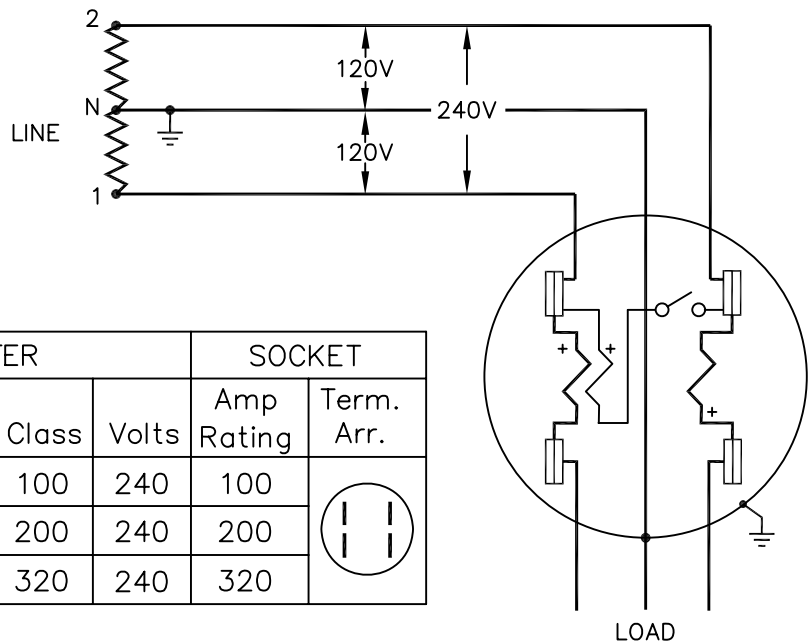 2
120V
N
240V
LINE
120V
1
SOCKET
Class Volts Amp Rating Term. Arr.
100 240 100
200 240 200
320 240 320
+ +
+
LOAD